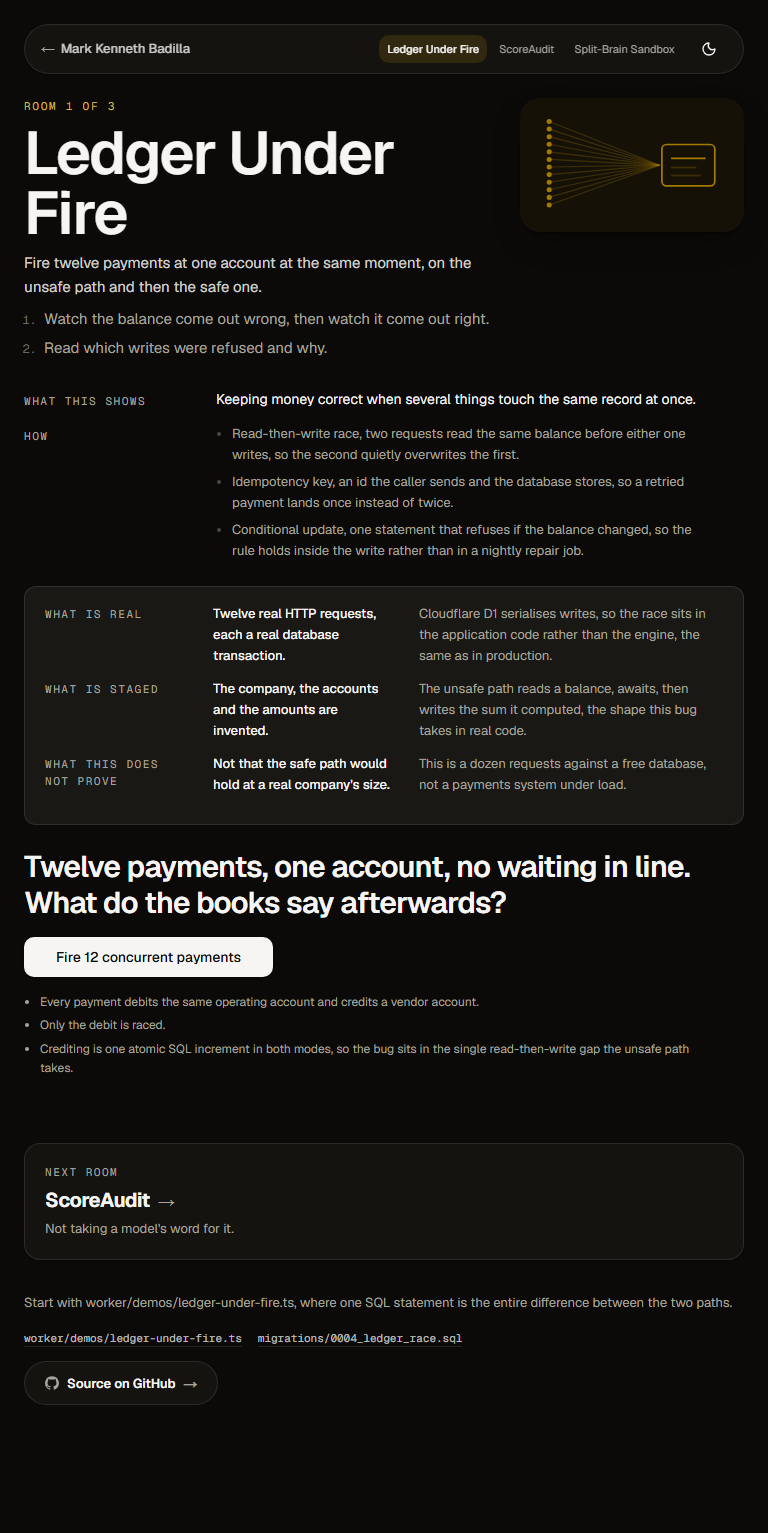 ← Mark Kenneth Badilla
Ledger Under Fire
ScoreAudit
Split-Brain Sandbox
ROOM 1 OF 3
Ledger Under
Fire
Fire twelve payments at one account at the same moment, on the
unsafe path and then the safe one.
1. Watch the balance come out wrong, then watch it come out right.
2. Read which writes were refused and why.
WHAT THIS SHOWS
Keeping money correct when several things touch the same record at once.
HOW
• Read-then-write race, two requests read the same balance before either one
writes, so the second quietly overwrites the first.
• Idempotency key, an id the caller sends and the database stores, so a retried
payment lands once instead of twice.
• Conditional update, one statement that refuses if the balance changed, so the
rule holds inside the write rather than in a nightly repair job.
WHAT IS REAL
Twelve real HTTP requests,
each a real database
transaction.
Cloudflare D1 serialises writes, so the race sits in
the application code rather than the engine, the
same as in production.
WHAT IS STAGED
The company, the accounts
and the amounts are
invented.
The unsafe path reads a balance, awaits, then
writes the sum it computed, the shape this bug
takes in real code.
WHAT THIS DOES
NOT PROVE
Not that the safe path would
hold at a real company's size.
This is a dozen requests against a free database,
not a payments system under load.
Twelve payments, one account, no waiting in line.
What do the books say afterwards?
Fire 12 concurrent payments
• Every payment debits the same operating account and credits a vendor account.
• Only the debit is raced.
• Crediting is one atomic SQL increment in both modes, so the bug sits in the single read-then-write gap the unsafe path
takes.
NEXT ROOM
ScoreAudit →
Not taking a model's word for it.
Start with worker/demos/ledger-under-fire.ts, where one SQL statement is the entire difference between the two paths.
worker/demos/ledger-under-fire.ts
migrations/0004_ledger_race.sql
Source on GitHub →